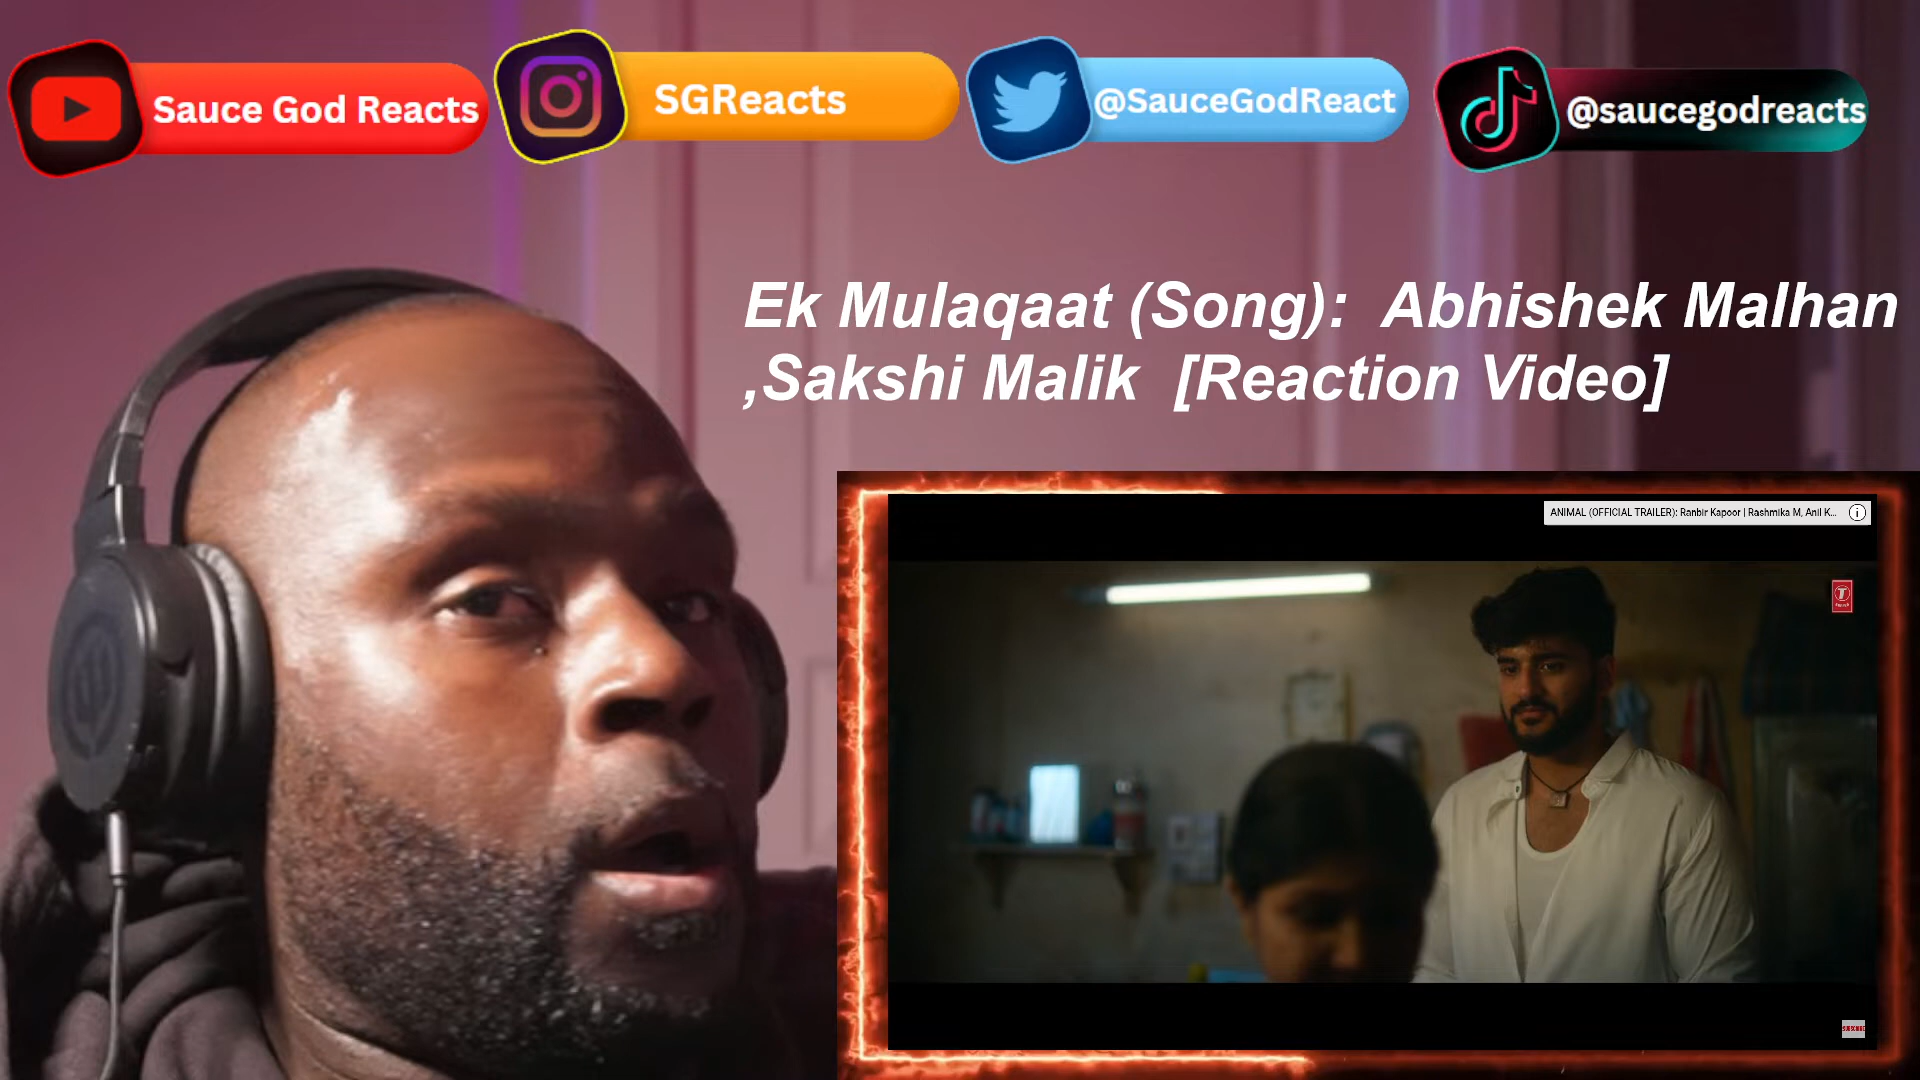 Sauce God Reacts
SGReacts
@SauceGodReact
@saucegodreacts
Ek Mulaqaat (Song): Abhishek Malhan
,Sakshi Malik [Reaction Video]
ANIMAL (OFFICIAL TRAILER): Ranbir Kapoor | Rashmika M, Anil K...
SUBSCRIBE